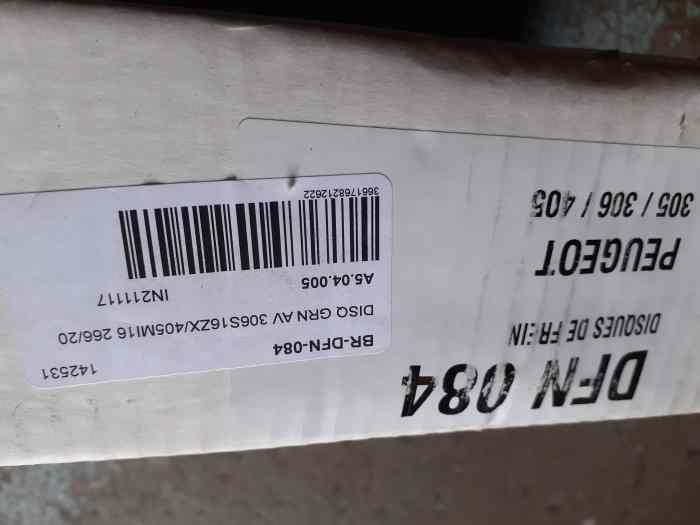 DFN 084
DISQUES DE FREIN
PEUGEOT
305 / 306 / 405
142531
BR-DFN-084
DISQ GRN AV 306S16ZX/405MI16 266/20
IN211117
A5.04.005
3661768212622